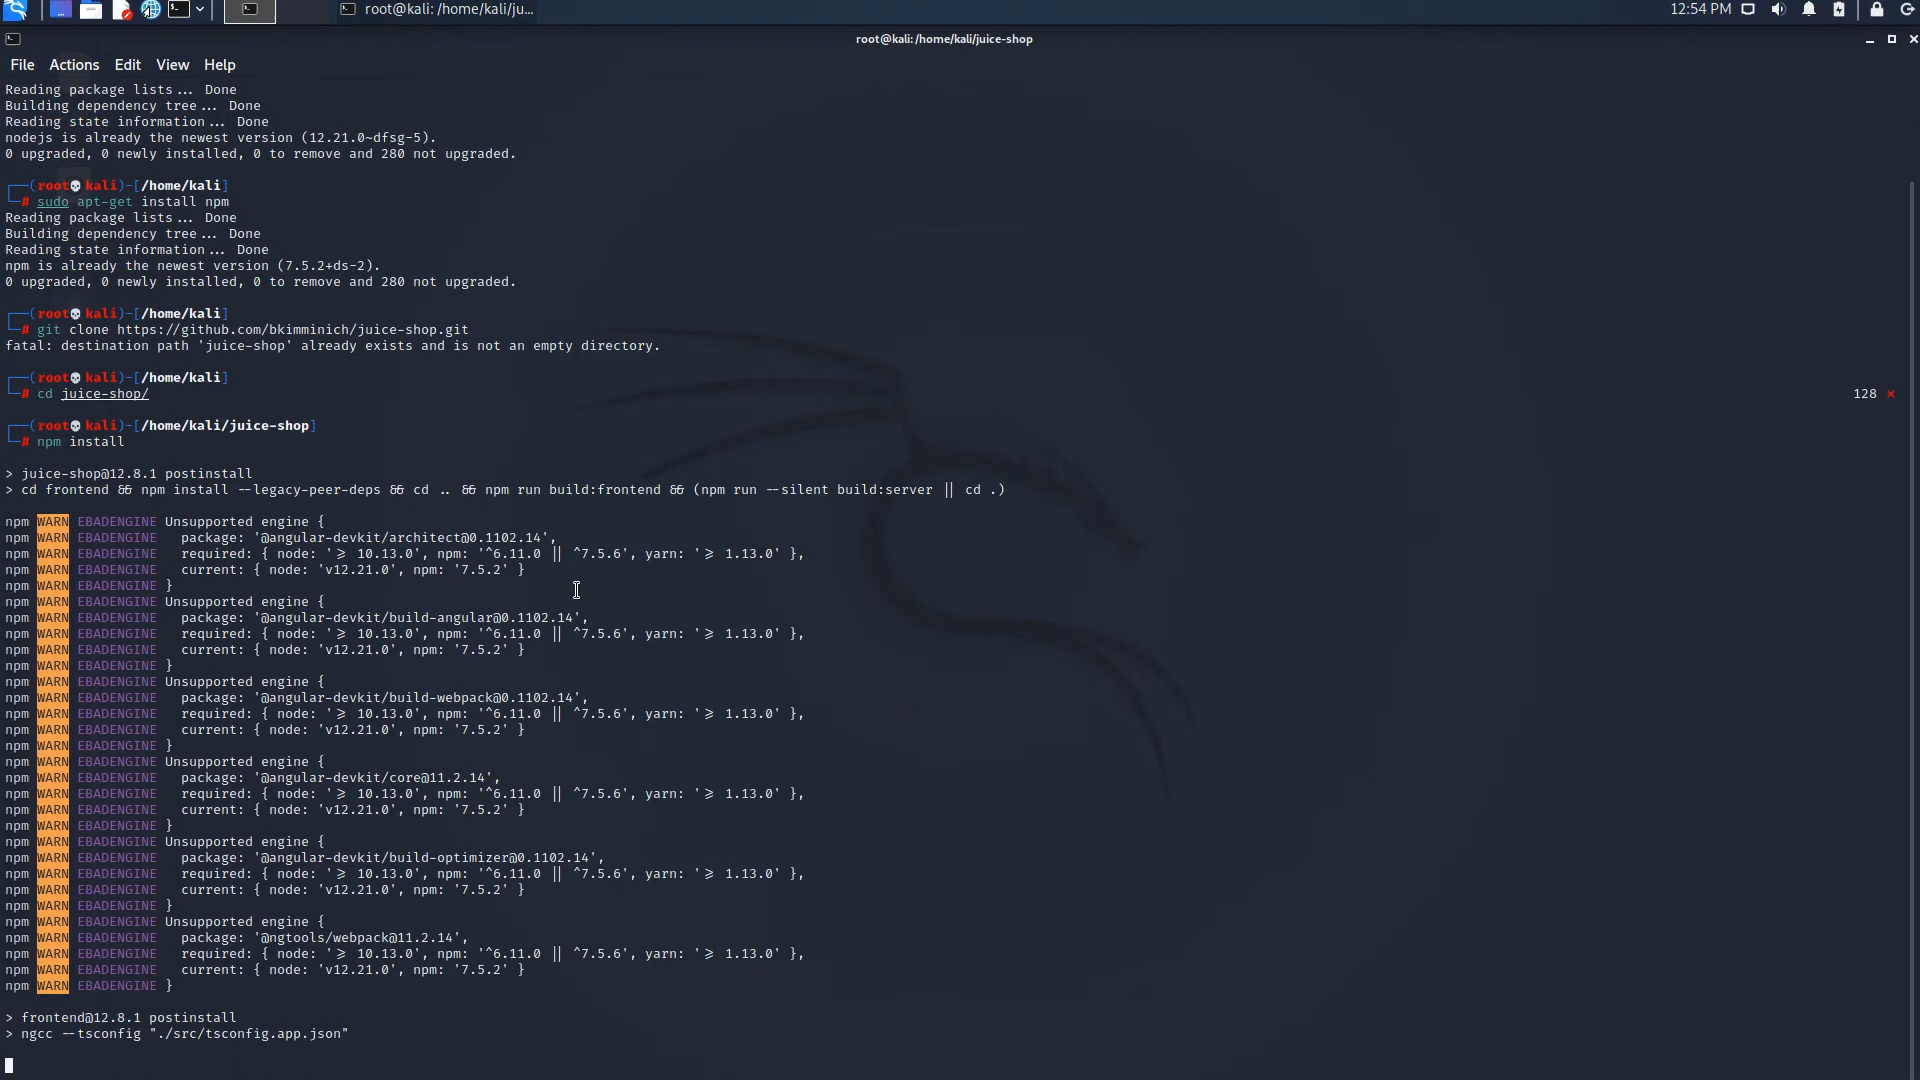 root@kali: /home/kali/ju...
12:54 PM
root@kali:/home/kali/juice-shop
File Actions Edit View Help
Reading package lists... Done
Building dependency tree... Done
Reading state information... Done
nodejs is already the newest version (12.21.0~dfsg-5).
0 upgraded, 0 newly installed, 0 to remove and 280 not upgraded.
┌──(root💀kali)-[/home/kali]
└─# sudo apt-get install npm
Reading package lists... Done
Building dependency tree... Done
Reading state information... Done
npm is already the newest version (7.5.2+ds-2).
0 upgraded, 0 newly installed, 0 to remove and 280 not upgraded.
┌──(root💀kali)-[/home/kali]
└─# git clone https://github.com/bkimminich/juice-shop.git
fatal: destination path 'juice-shop' already exists and is not an empty directory.
┌──(root💀kali)-[/home/kali]
└─# cd juice-shop/ 128 ⨯
┌──(root💀kali)-[/home/kali/juice-shop]
└─# npm install
> juice-shop@12.8.1 postinstall
> cd frontend && npm install --legacy-peer-deps && cd .. && npm run build:frontend && (npm run --silent build:server || cd .)
npm WARN EBADENGINE Unsupported engine {
npm WARN EBADENGINE   package: '@angular-devkit/architect@0.1102.14',
npm WARN EBADENGINE   required: { node: '>= 10.13.0', npm: '^6.11.0 || ^7.5.6', yarn: '>= 1.13.0' },
npm WARN EBADENGINE   current: { node: 'v12.21.0', npm: '7.5.2' }
npm WARN EBADENGINE }
npm WARN EBADENGINE Unsupported engine {
npm WARN EBADENGINE   package: '@angular-devkit/build-angular@0.1102.14',
npm WARN EBADENGINE   required: { node: '>= 10.13.0', npm: '^6.11.0 || ^7.5.6', yarn: '>= 1.13.0' },
npm WARN EBADENGINE   current: { node: 'v12.21.0', npm: '7.5.2' }
npm WARN EBADENGINE }
npm WARN EBADENGINE Unsupported engine {
npm WARN EBADENGINE   package: '@angular-devkit/build-webpack@0.1102.14',
npm WARN EBADENGINE   required: { node: '>= 10.13.0', npm: '^6.11.0 || ^7.5.6', yarn: '>= 1.13.0' },
npm WARN EBADENGINE   current: { node: 'v12.21.0', npm: '7.5.2' }
npm WARN EBADENGINE }
npm WARN EBADENGINE Unsupported engine {
npm WARN EBADENGINE   package: '@angular-devkit/core@11.2.14',
npm WARN EBADENGINE   required: { node: '>= 10.13.0', npm: '^6.11.0 || ^7.5.6', yarn: '>= 1.13.0' },
npm WARN EBADENGINE   current: { node: 'v12.21.0', npm: '7.5.2' }
npm WARN EBADENGINE }
npm WARN EBADENGINE Unsupported engine {
npm WARN EBADENGINE   package: '@angular-devkit/build-optimizer@0.1102.14',
npm WARN EBADENGINE   required: { node: '>= 10.13.0', npm: '^6.11.0 || ^7.5.6', yarn: '>= 1.13.0' },
npm WARN EBADENGINE   current: { node: 'v12.21.0', npm: '7.5.2' }
npm WARN EBADENGINE }
npm WARN EBADENGINE Unsupported engine {
npm WARN EBADENGINE   package: '@ngtools/webpack@11.2.14',
npm WARN EBADENGINE   required: { node: '>= 10.13.0', npm: '^6.11.0 || ^7.5.6', yarn: '>= 1.13.0' },
npm WARN EBADENGINE   current: { node: 'v12.21.0', npm: '7.5.2' }
npm WARN EBADENGINE }
> frontend@12.8.1 postinstall
> ngcc --tsconfig "./src/tsconfig.app.json"